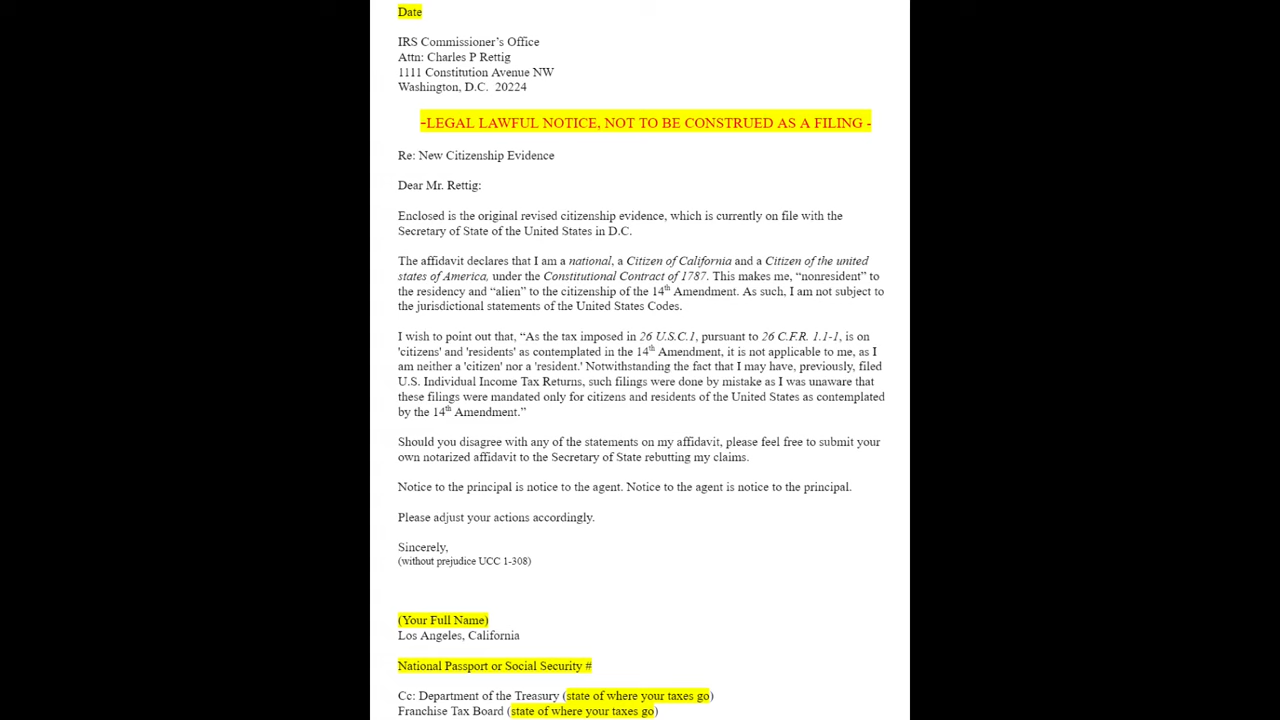 Date
IRS Commissioner's Office
Attn: Charles P Rettig
1111 Constitution Avenue NW
Washington, D.C. 20224
-LEGAL LAWFUL NOTICE, NOT TO BE CONSTRUED AS A FILING -
Re: New Citizenship Evidence
Dear Mr. Rettig:
Enclosed is the original revised citizenship evidence, which is currently on file with the
Secretary of State of the United States in D.C.
The affidavit declares that I am a national, a Citizen of California and a Citizen of the united
states of America, under the Constitutional Contract of 1787. This makes me, “nonresident” to
the residency and “alien” to the citizenship of the 14th Amendment. As such, I am not subject to
the jurisdictional statements of the United States Codes.
I wish to point out that, “As the tax imposed in 26 U.S.C.1, pursuant to 26 C.F.R. 1.1-1, is on
'citizens' and 'residents' as contemplated in the 14th Amendment, it is not applicable to me, as I
am neither a 'citizen' nor a 'resident.' Notwithstanding the fact that I may have, previously, filed
U.S. Individual Income Tax Returns, such filings were done by mistake as I was unaware that
these filings were mandated only for citizens and residents of the United States as contemplated
by the 14th Amendment.”
Should you disagree with any of the statements on my affidavit, please feel free to submit your
own notarized affidavit to the Secretary of State rebutting my claims.
Notice to the principal is notice to the agent. Notice to the agent is notice to the principal.
Please adjust your actions accordingly.
Sincerely,
(without prejudice UCC 1-308)
(Your Full Name)
Los Angeles, California
National Passport or Social Security #
Cc: Department of the Treasury (state of where your taxes go)
Franchise Tax Board (state of where your taxes go)